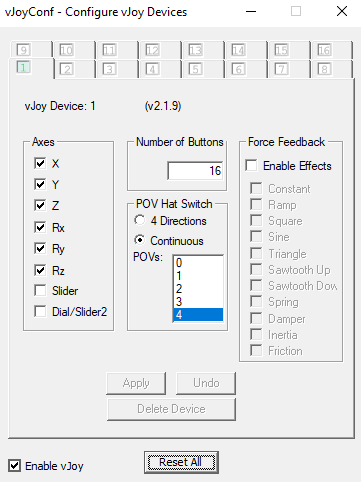 vJoyConf - Configure vJoy Devices
9 10 11 12 13 14 15 16
1 2 3 4 5 6 7 8
vJoy Device: 1 (v2.1.9)
Axes
X
Y
Z
Rx
Ry
Rz
Slider
Dial/Slider2
Number of Buttons
16
POV Hat Switch
4 Directions
Continuous
POVs:
0
1
2
3
4
Force Feedback
Enable Effects
Constant
Ramp
Square
Sine
Triangle
Sawtooth Up
Sawtooth Dow
Spring
Damper
Inertia
Friction
Apply Undo
Delete Device
Enable vJoy Reset All